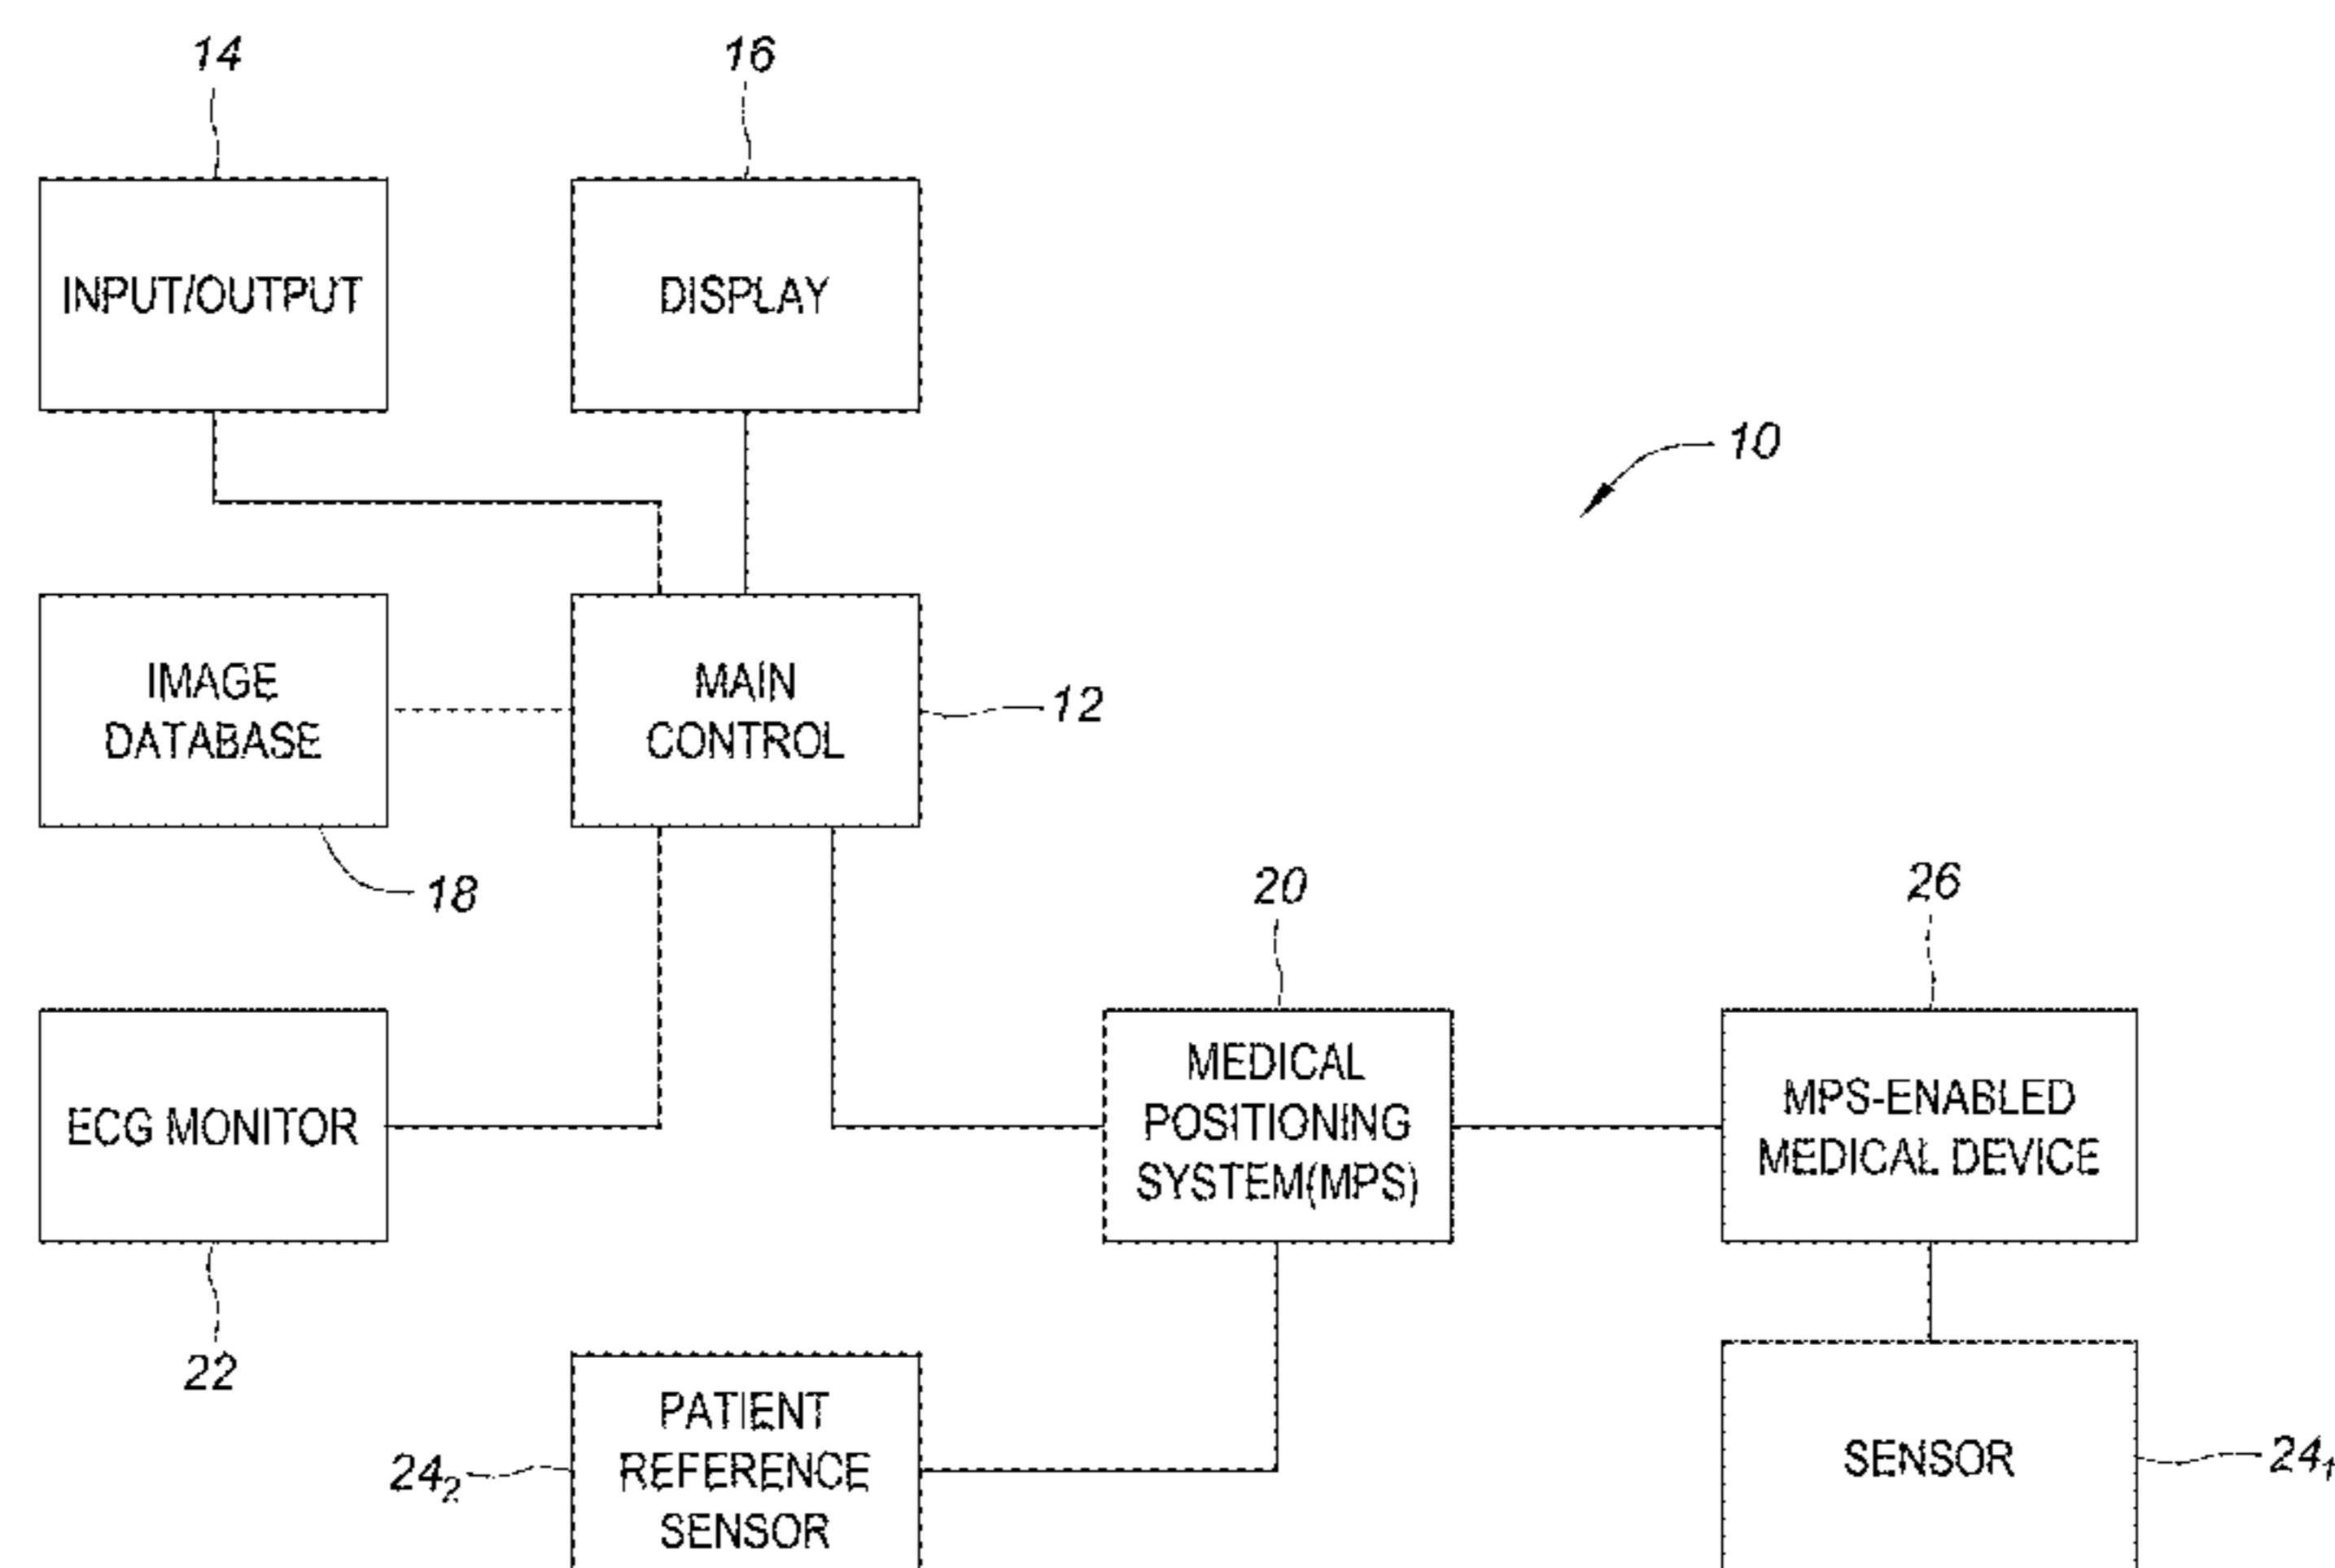 14
16
INPUT/OUTPUT
DISPLAY
10
IMAGE
DATABASE
MAIN
CONTROL
12
18
20
26
ECG MONITOR
MEDICAL
POSITIONING
SYSTEM(MPS)
MPS-ENABLED
MEDICAL DEVICE
22
24₂
PATIENT
REFERENCE
SENSOR
SENSOR
24₁